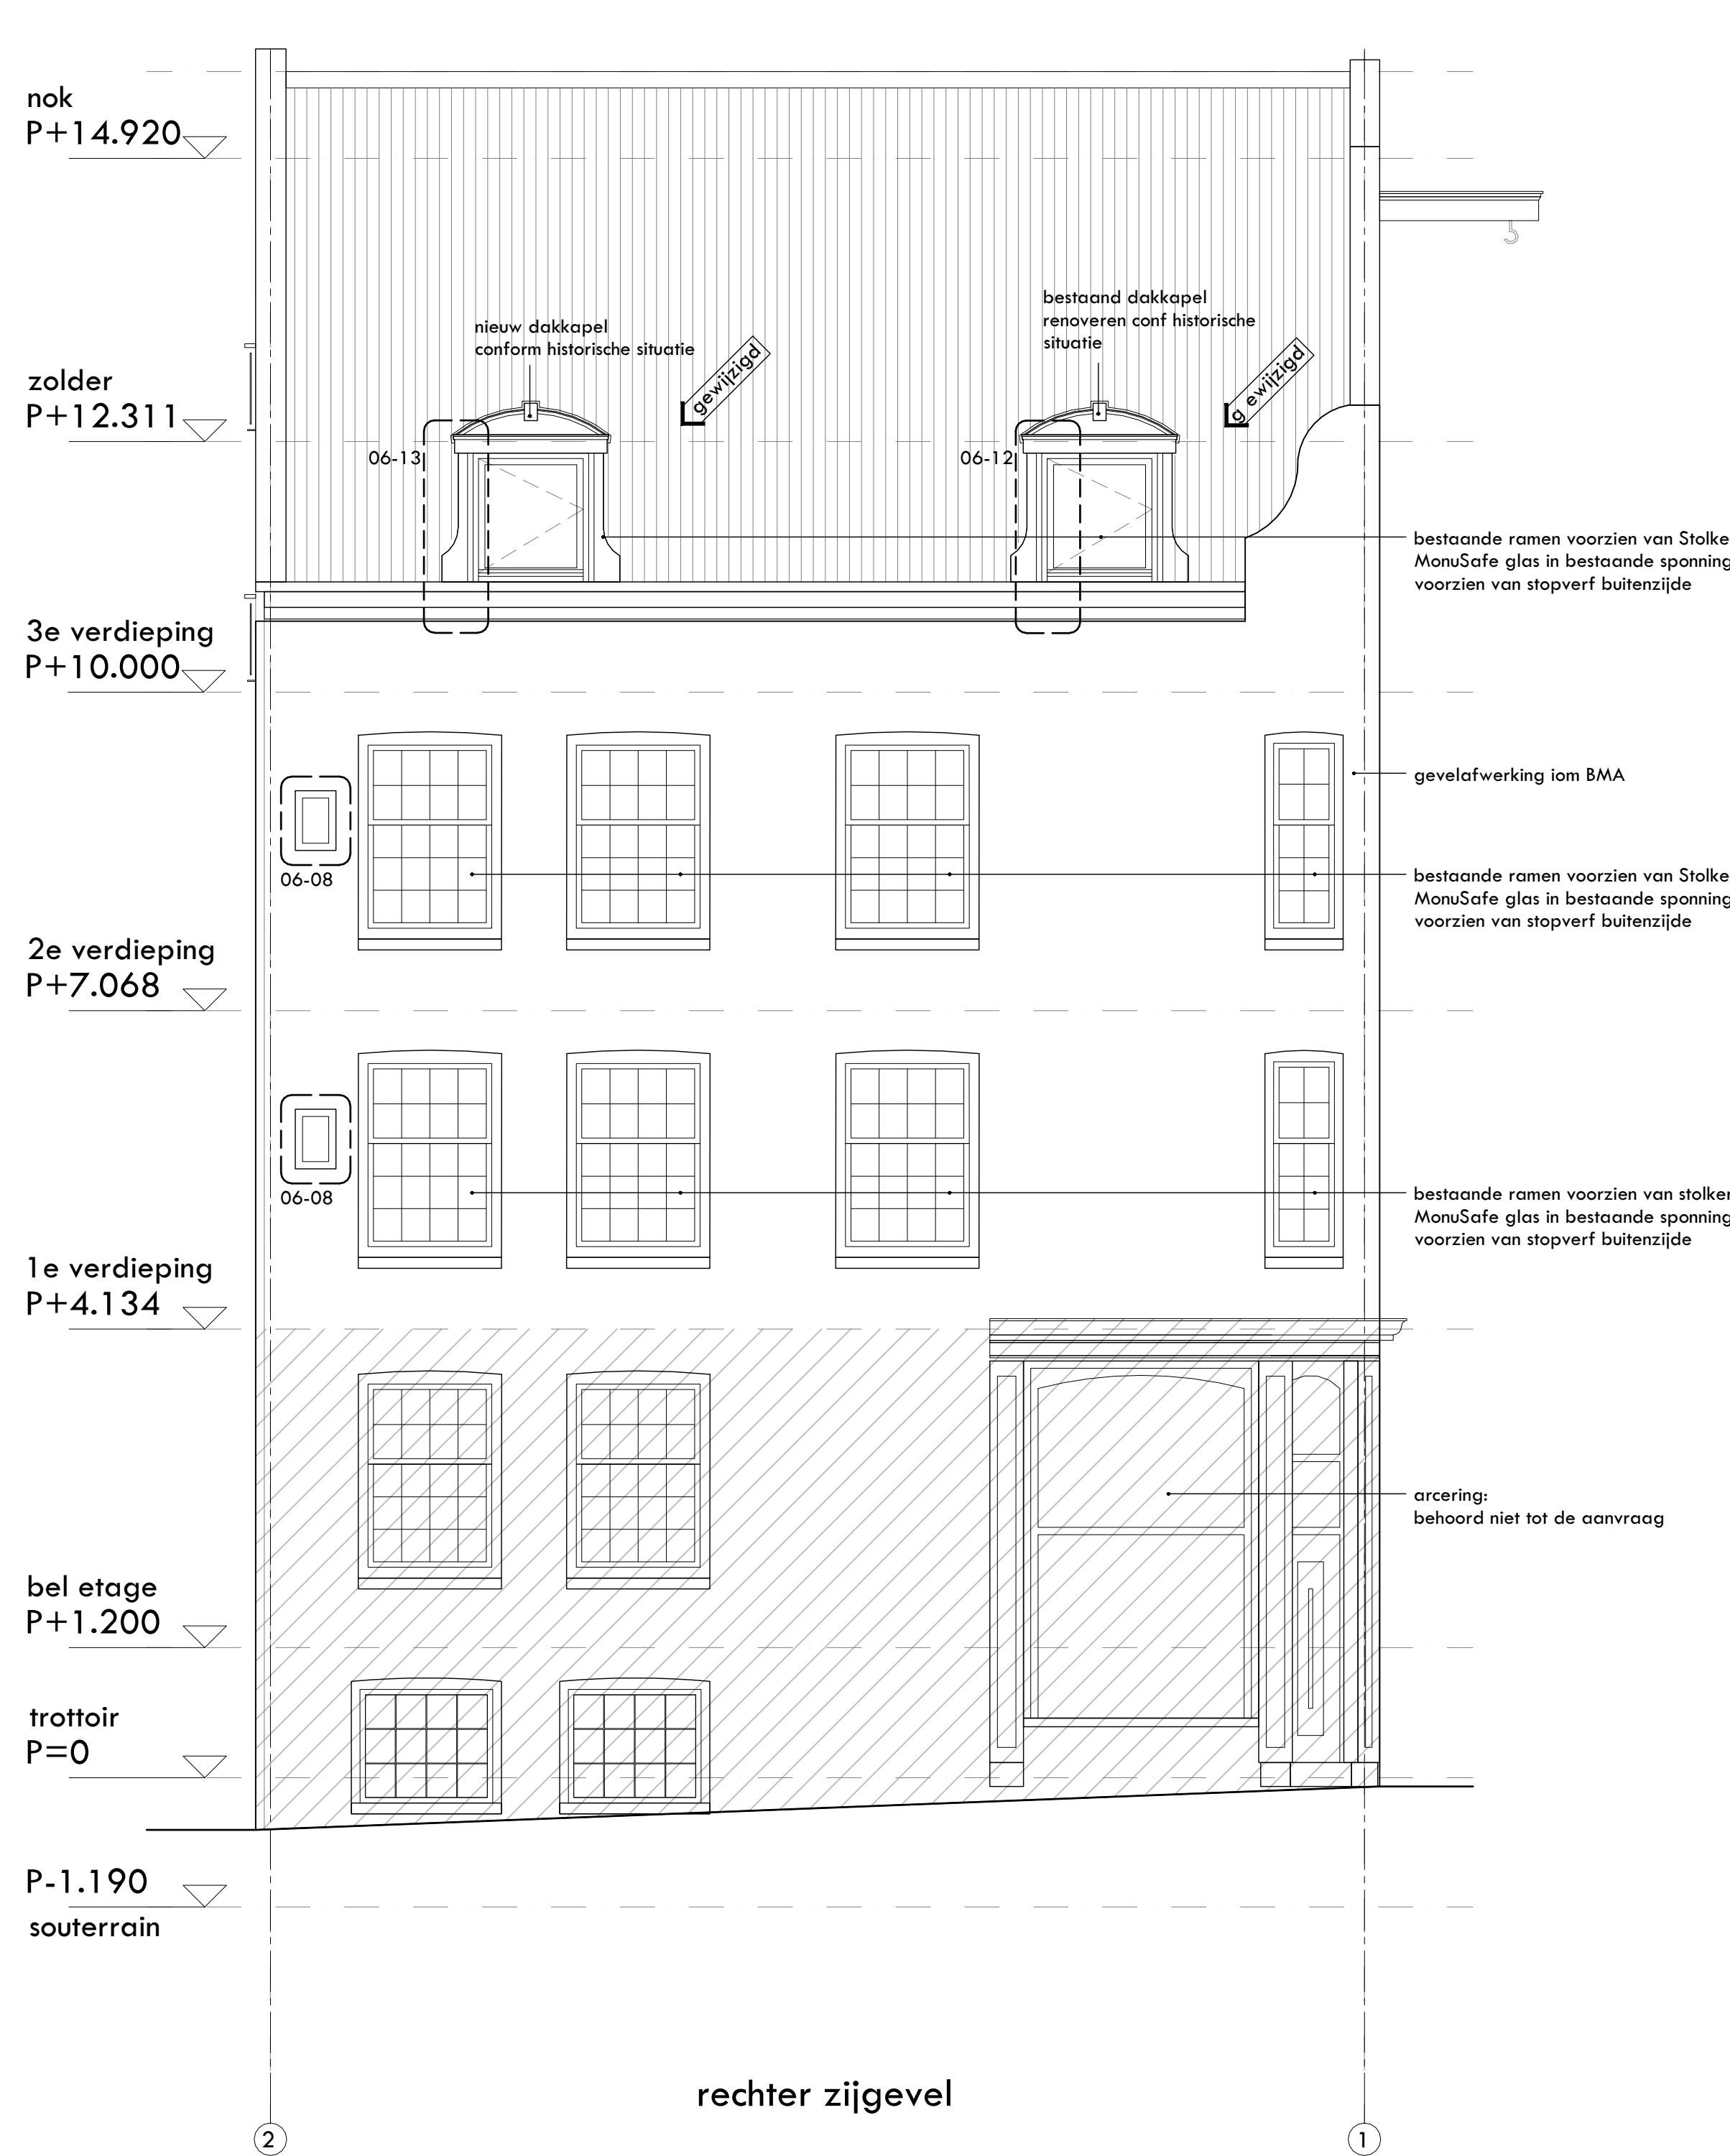 nok
P+14.920
bestaand dakkapel
renoveren conf historische
situatie
nieuw dakkapel
conform historische situatie
gewijzigd
g ewijzigd
zolder
P+12.311
06-13
06-12
bestaande ramen voorzien van Stolke
MonuSafe glas in bestaande sponning
voorzien van stopverf buitenzijde
3e verdieping
P+10.000
gevelafwerking iom BMA
06-08
bestaande ramen voorzien van Stolke
MonuSafe glas in bestaande sponning
voorzien van stopverf buitenzijde
2e verdieping
P+7.068
06-08
bestaande ramen voorzien van stolker
MonuSafe glas in bestaande sponning
voorzien van stopverf buitenzijde
1e verdieping
P+4.134
arcering:
behoord niet tot de aanvraag
bel etage
P+1.200
trottoir
P=0
P-1.190
souterrain
rechter zijgevel
2
1